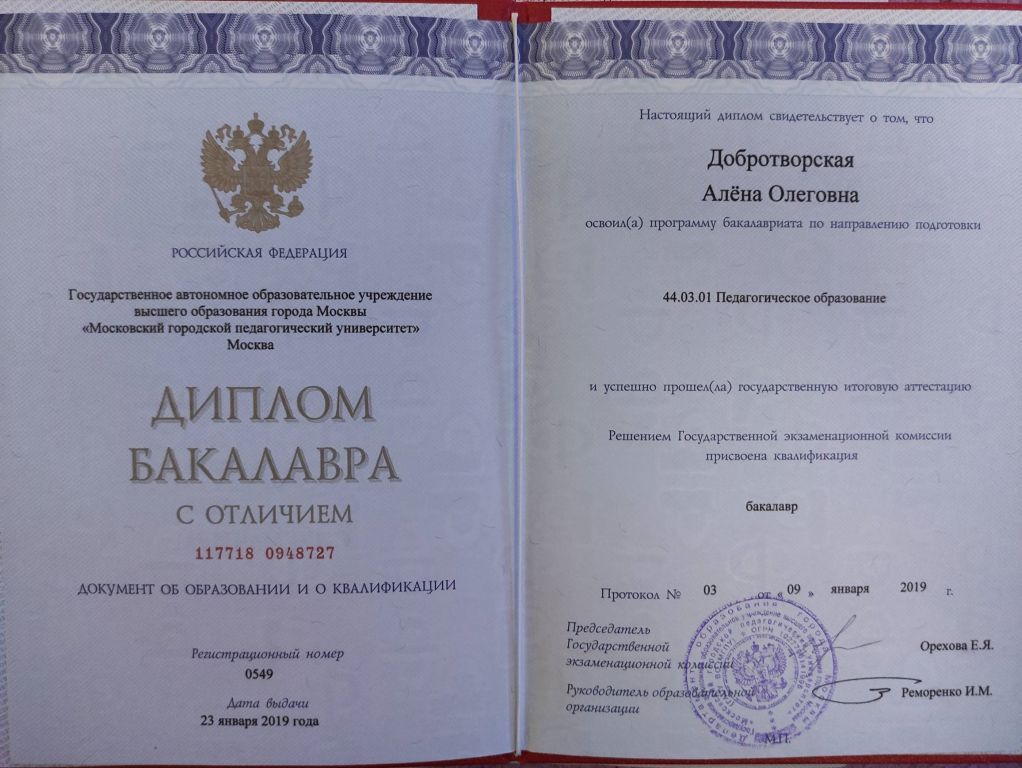 РОССИЙСКАЯ ФЕДЕРАЦИЯ
Государственное автономное образовательное учреждение
высшего образования города Москвы
«Московский городской педагогический университет»
Москва
ДИПЛОМ
БАКАЛАВРА
С ОТЛИЧИЕМ
117718 0948727
ДОКУМЕНТ ОБ ОБРАЗОВАНИИ И О КВАЛИФИКАЦИИ
Регистрационный номер
0549
Дата выдачи
23 января 2019 года
Настоящий диплом свидетельствует о том, что
Добротворская
Алёна Олеговна
освоил(а) программу бакалавриата по направлению подготовки
44.03.01 Педагогическое образование
и успешно прошел(ла) государственную итоговую аттестацию
Решением Государственной экзаменационной комиссии
присвоена квалификация
бакалавр
Протокол № 03 от « 09 » января 2019 г.
Председатель
Государственной
экзаменационной комиссии
Орехова Е.Я.
Руководитель образовательной
организации
Реморенко И.М.
М.П.